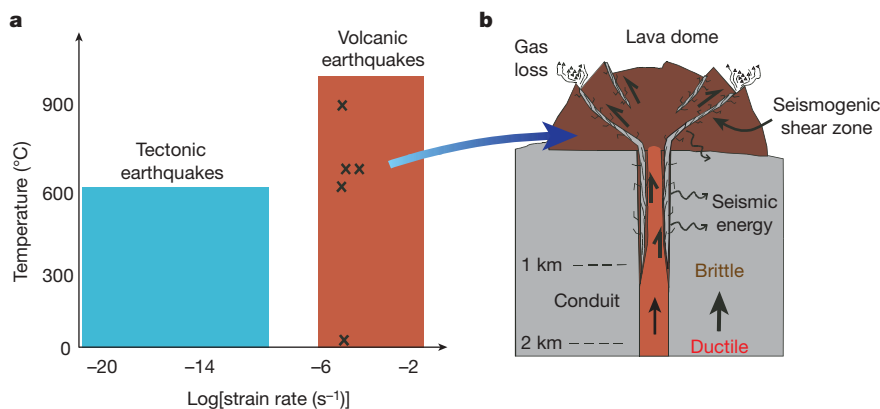 a
Volcanic
earthquakes
Tectonic
earthquakes
Temperature (°C)
900
600
300
0
–20
–14
–6
–2
Log[strain rate (s⁻¹)]
b
Gas
loss
Lava dome
Seismogenic
shear zone
Seismic
energy
1 km
Brittle
Conduit
2 km
Ductile